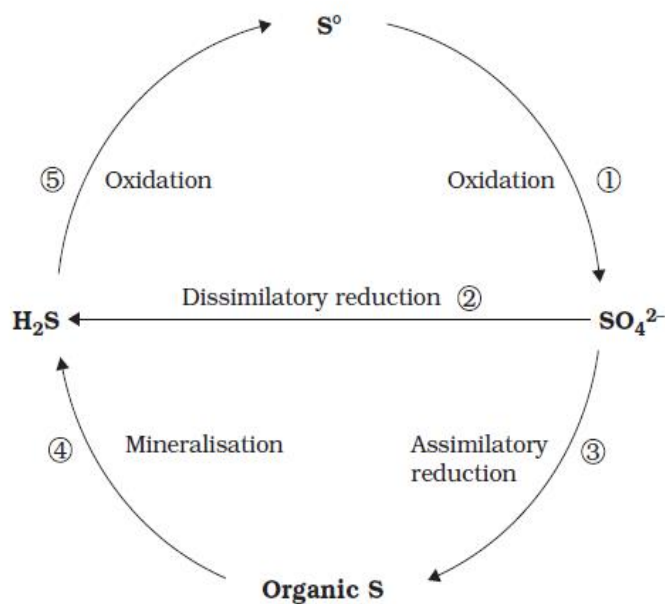 S°
⑤ Oxidation
Oxidation ①
Dissimilatory reduction ②
H₂S
SO₄²⁻
④ Mineralisation
Assimilatory ③
reduction
Organic S